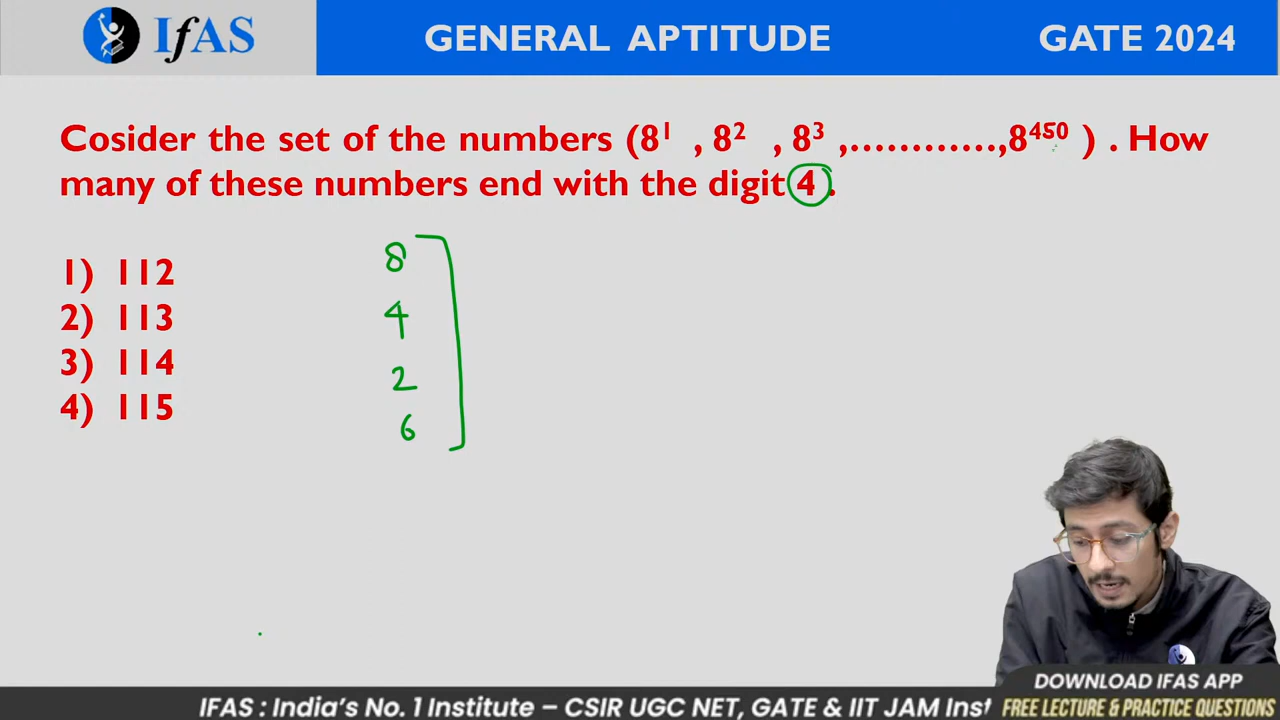 IfAS
GENERAL APTITUDE
GATE 2024
Cosider the set of the numbers (8¹ , 8² , 8³ ,............,8⁴⁵⁰ ) . How
many of these numbers end with the digit 4 .
1) 112
2) 113
3) 114
4) 115
8
4
2
6
DOWNLOAD IFAS APP
IFAS : India's No. 1 Institute – CSIR UGC NET, GATE & IIT JAM Inst
FREE LECTURE & PRACTICE QUESTIONS